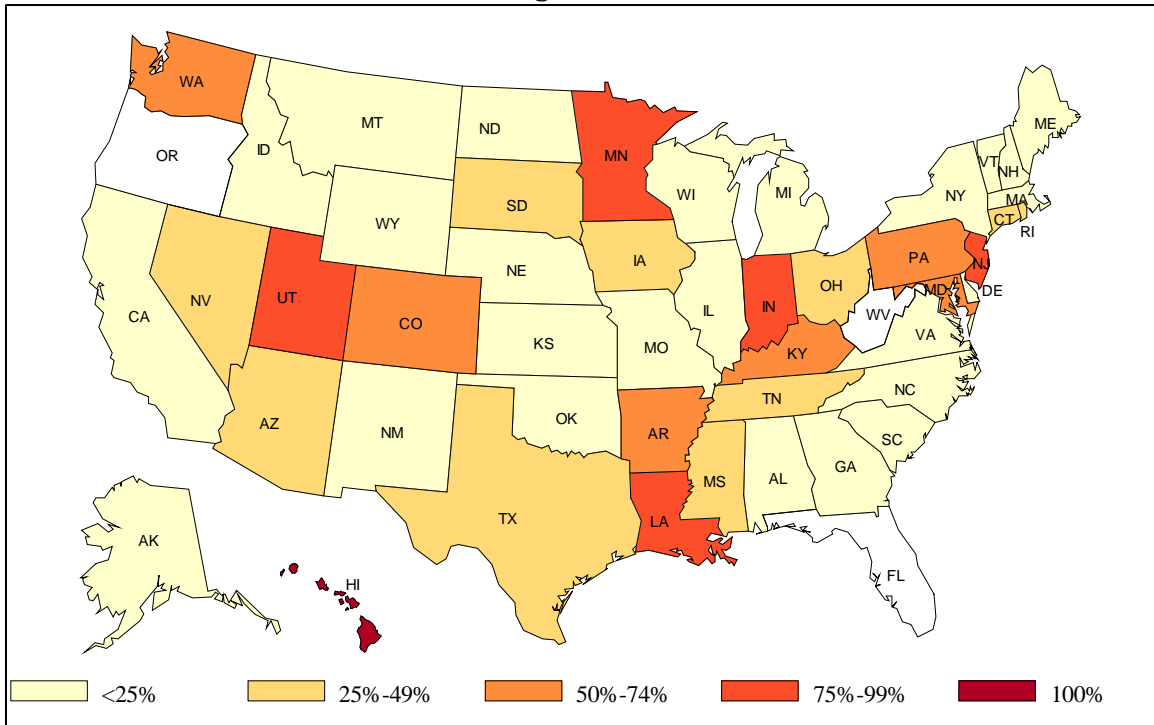 WA
MT
ND
MN
ME
OR
ID
VT
NH
WI
MI
NY
MA
SD
WY
CT
RI
IA
PA
NE
NJ
OH
MD
DE
NV
UT
IL
IN
CA
CO
WV
KS
VA
MO
KY
AZ
TN
NC
NM
OK
AR
SC
GA
MS
AL
TX
LA
AK
FL
HI
<25%
25%-49%
50%-74%
75%-99%
100%